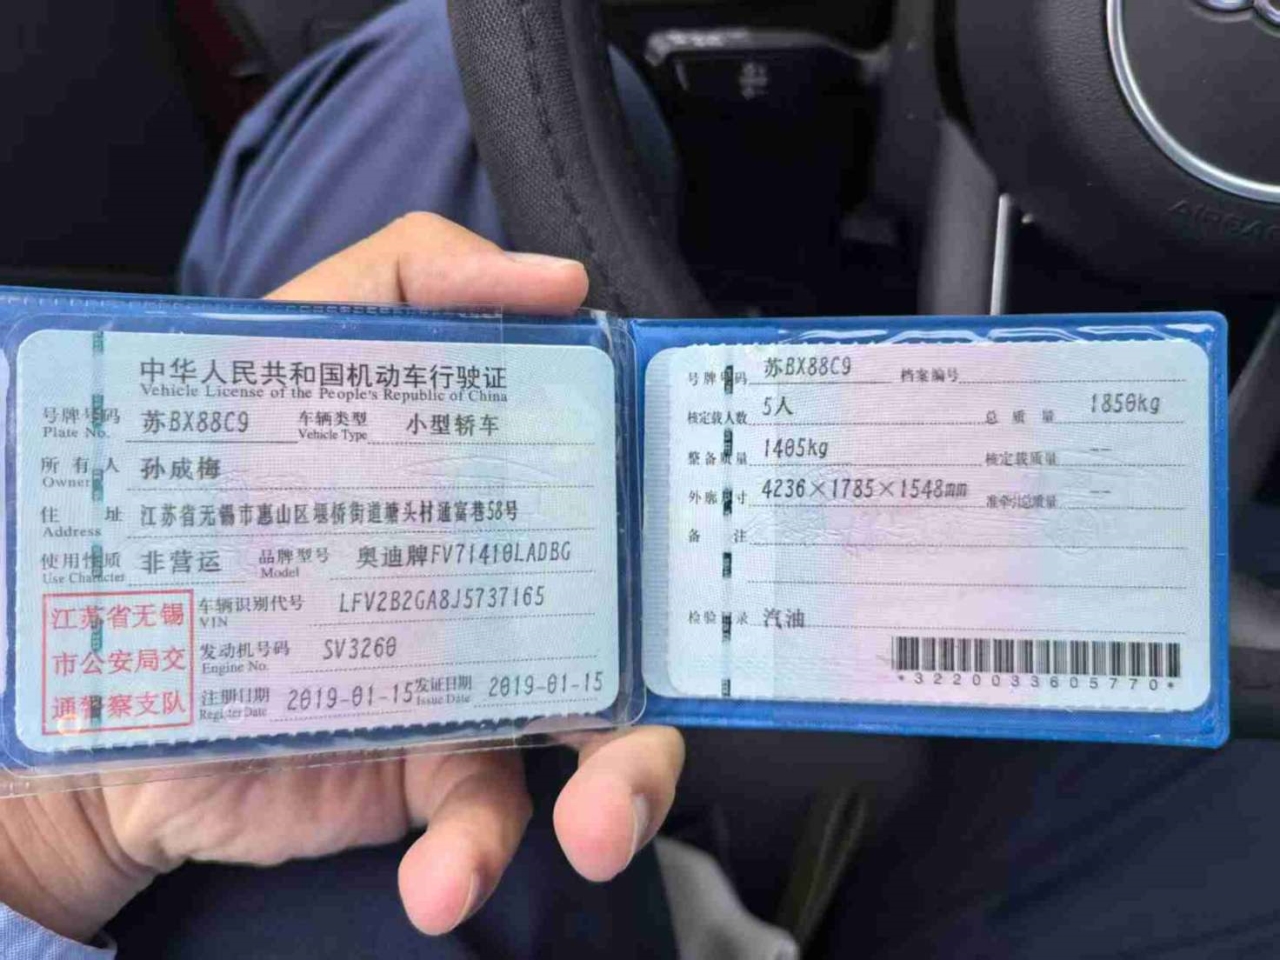 中华人民共和国机动车行驶证
Vehicle License of the People's Republic of China
号牌号码 苏BX88C9 车辆类型 小型轿车
Plate No. Vehicle Type
所有人 孙成梅
Owner
住址 江苏省无锡市惠山区堰桥街道塘头村通富巷58号
Address
使用性质 非营运 品牌型号 奥迪牌FV71410LADBG
Use Character Model
江苏省无锡
市公安局交
通警察支队
车辆识别代号 LFV2B2GA8J5737165
VIN
发动机号码 SV3260
Engine No.
注册日期 2019-01-15 发证日期 2019-01-15
Register Date Issue Date
号牌号码 苏BX88C9 档案编号
核定载人数 5人 总质量 1850kg
整备质量 1405kg 核定载质量 --
外廓尺寸 4236×1785×1548mm 准牵引总质量 --
备注
检验记录 汽油
*3220033605770*
AIRBAG